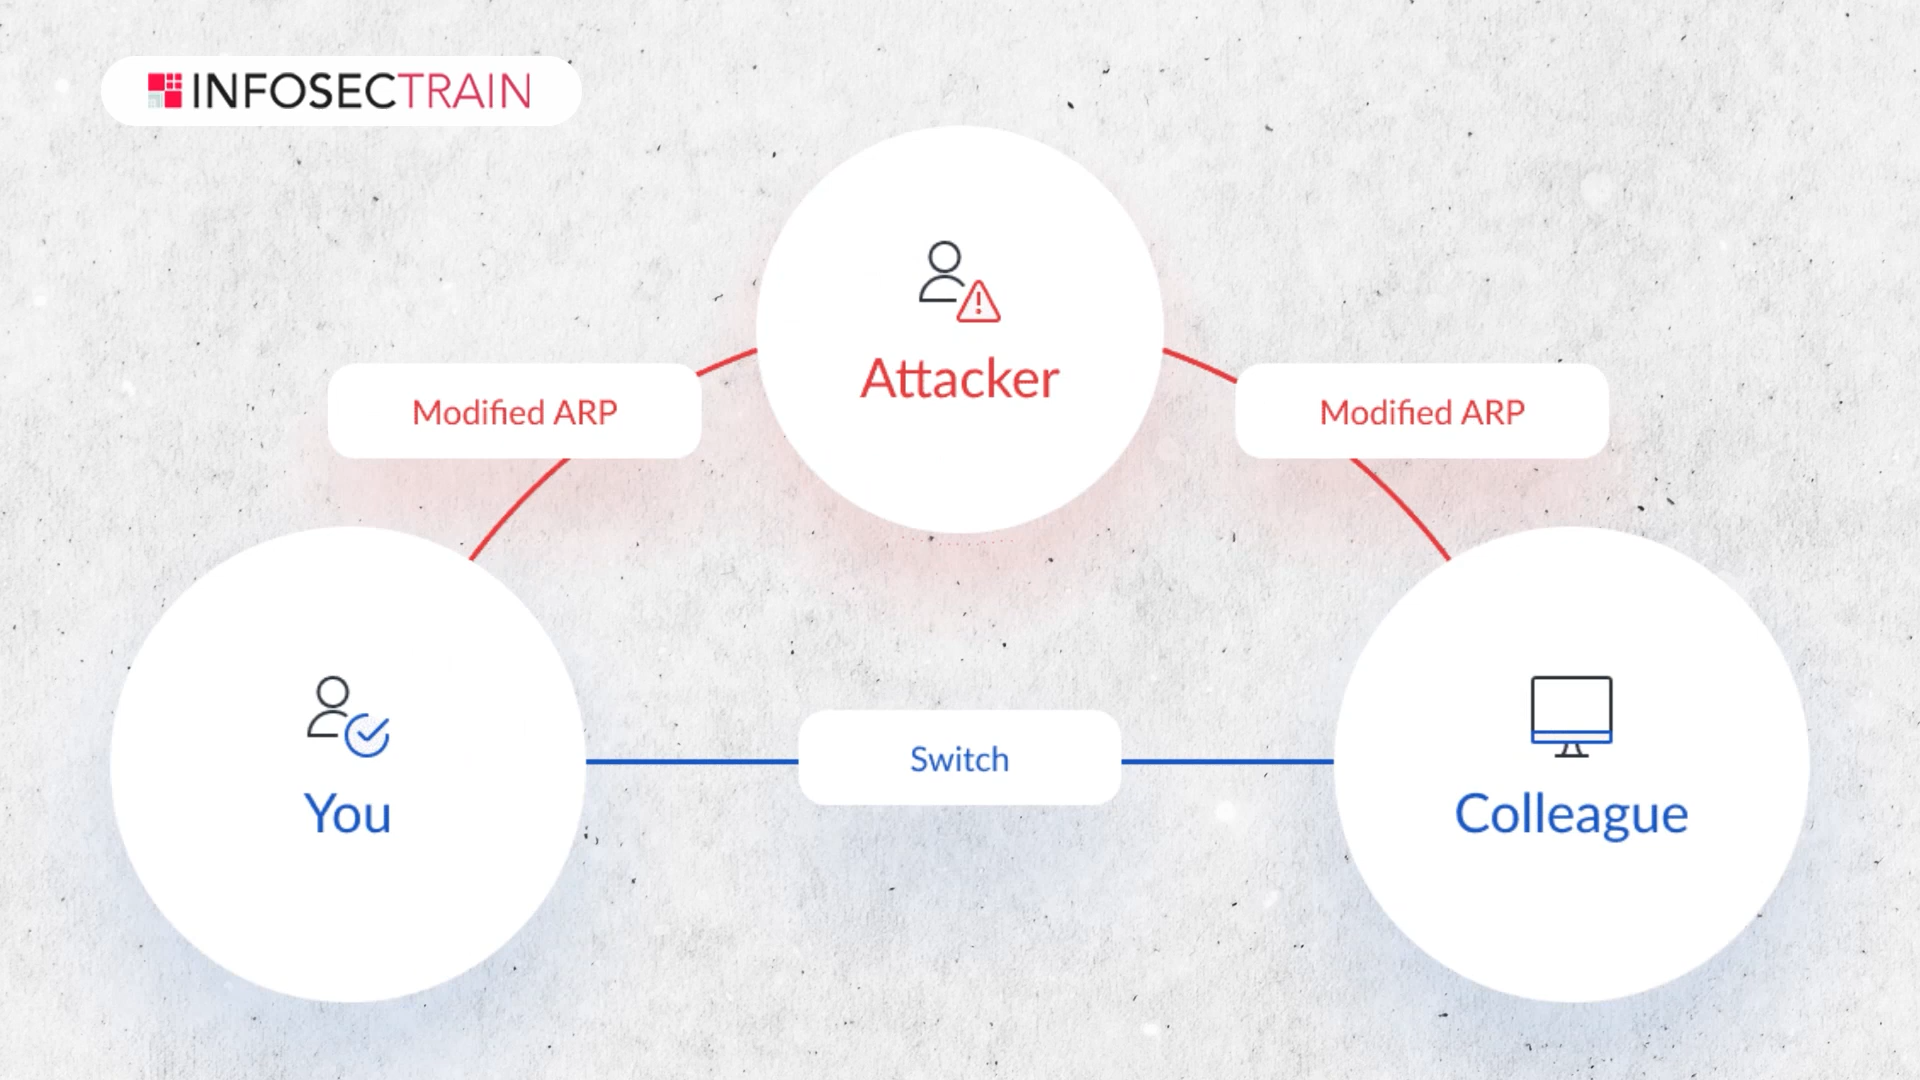 INFOSECTRAIN
Attacker
Modified ARP
Modified ARP
You
Switch
Colleague